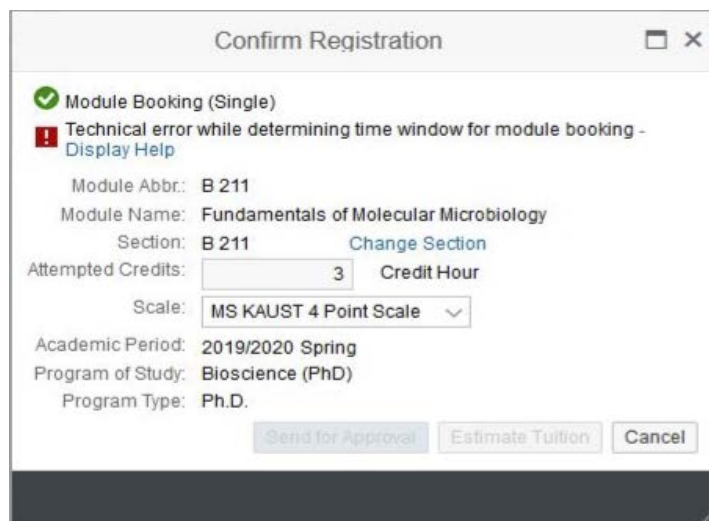 Confirm Registration
Module Booking (Single)
Technical error while determining time window for module booking -
Display Help
Module Abbr.: B 211
Module Name: Fundamentals of Molecular Microbiology
Section: B 211 Change Section
Attempted Credits: 3 Credit Hour
Scale: MS KAUST 4 Point Scale
Academic Period: 2019/2020 Spring
Program of Study: Bioscience (PhD)
Program Type: Ph.D.
Send for Approval Estimate Tuition Cancel